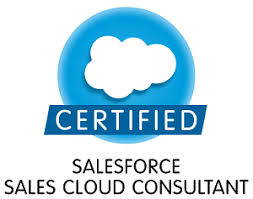 CERTIFIED
SALESFORCE
SALES CLOUD CONSULTANT